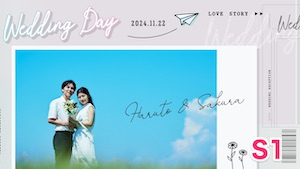 Wedding Day
2024.11.22
LOVE STORY ▶▶
Haruto & Sakura
S1